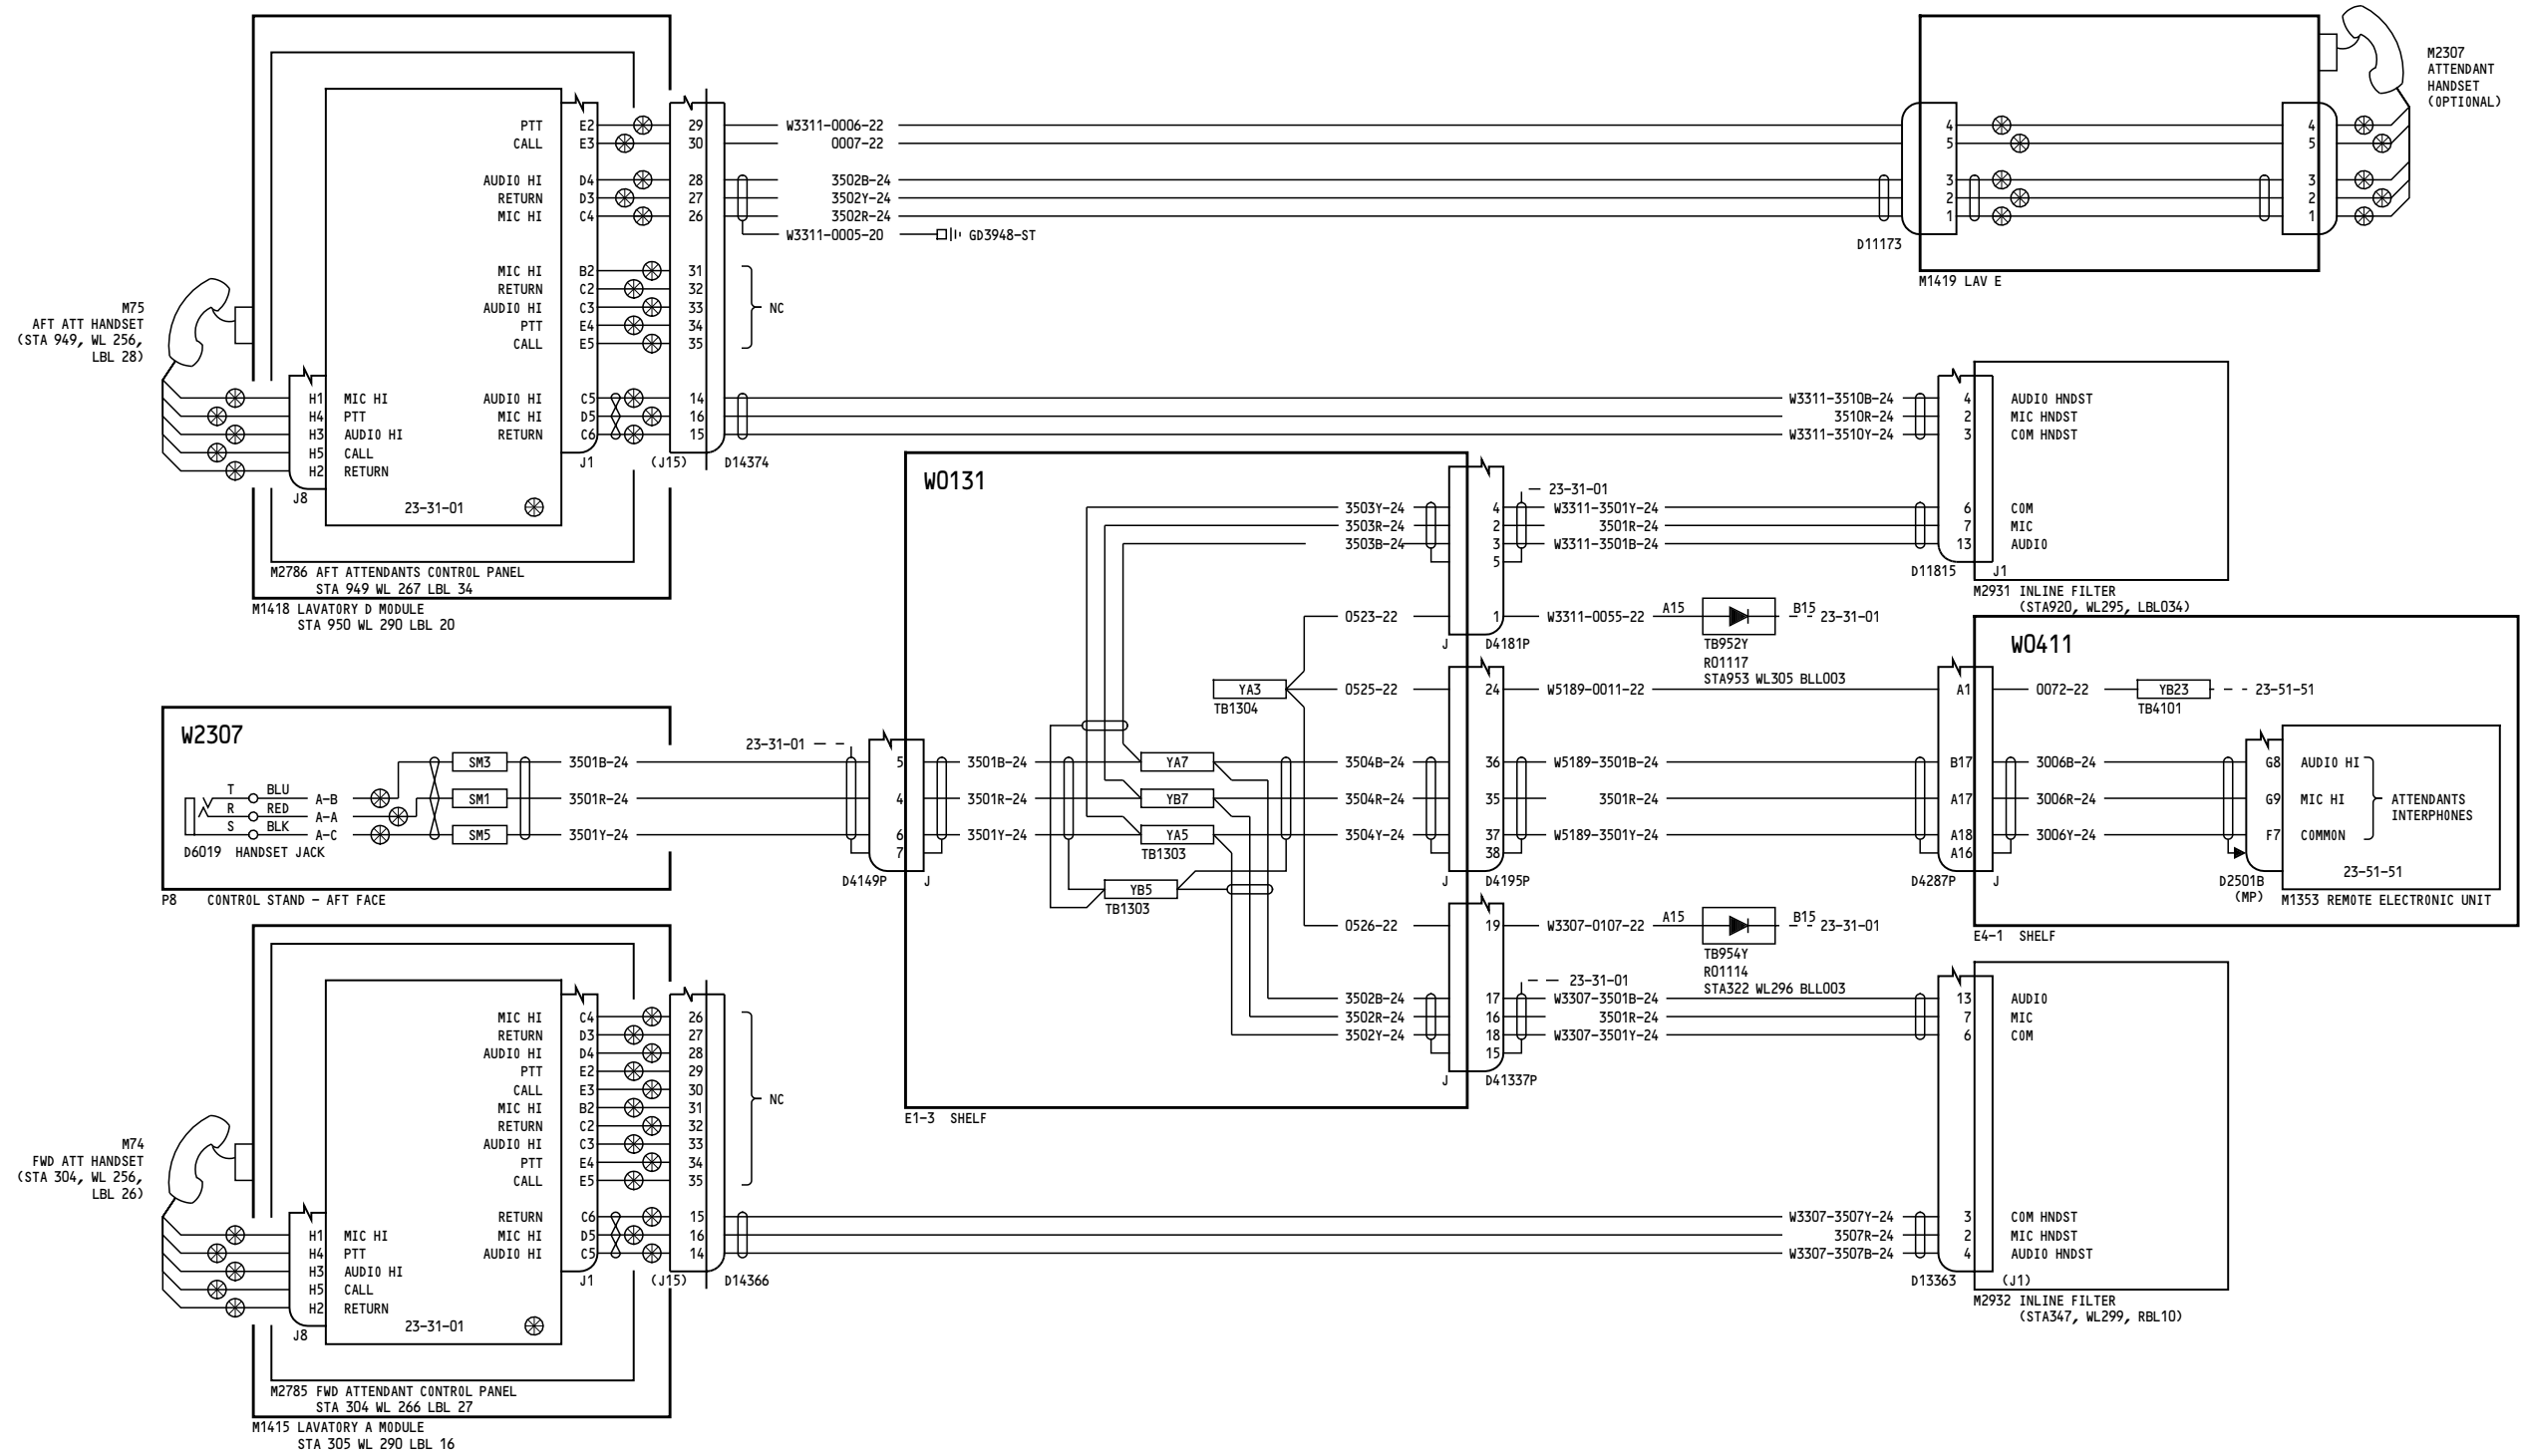 PTT E2 29 W3311-0006-22 4 4
CALL E3 30 0007-22 5 5
AUDIO HI D4 28 3502B-24 3 3
RETURN D3 27 3502Y-24 2 2
MIC HI C4 26 3502R-24 1 1
W3311-0005-20 GD3948-ST
D11173
M1419 LAV E
M2307
ATTENDANT
HANDSET
(OPTIONAL)
MIC HI B2 31
RETURN C2 32
AUDIO HI C3 33
PTT E4 34
CALL E5 35
NC
M75
AFT ATT HANDSET
(STA 949, WL 256,
LBL 28)
H1 MIC HI
H4 PTT
H3 AUDIO HI
H5 CALL
H2 RETURN
J8
AUDIO HI C5 14 W3311-3510B-24 4 AUDIO HNDST
MIC HI D5 16 3510R-24 2 MIC HNDST
RETURN C6 15 W3311-3510Y-24 3 COM HNDST
J1 (J15) D14374
23-31-01
M2786 AFT ATTENDANTS CONTROL PANEL
STA 949 WL 267 LBL 34
M1418 LAVATORY D MODULE
STA 950 WL 290 LBL 20
W0131
23-31-01
3503Y-24 4 W3311-3501Y-24 6 COM
3503R-24 2 3501R-24 7 MIC
3503B-24 3 W3311-3501B-24 13 AUDIO
5
D11815 J1
M2931 INLINE FILTER
(STA920, WL295, LBL034)
0523-22 1 W3311-0055-22 A15 B15 23-31-01
J D4181P
TB952Y
R01117
STA953 WL305 BLL003
W0411
YA3
TB1304
0525-22 24 W5189-0011-22 A1 0072-22 YB23 23-51-51
TB4101
W2307
23-31-01
SM3 3501B-24 5 3501B-24 YA7 3504B-24 36 W5189-3501B-24 B17 3006B-24 G8 AUDIO HI
T BLU A-B SM1 3501R-24 4 3501R-24 YB7 3504R-24 35 3501R-24 A17 3006R-24 G9 MIC HI
R RED A-A
S BLK A-C SM5 3501Y-24 6 3501Y-24 YA5 3504Y-24 37 W5189-3501Y-24 A18 3006Y-24 F7 COMMON
ATTENDANTS
INTERPHONES
D6019 HANDSET JACK
7
TB1303
38
A16
23-51-51
D4149P J
J D4195P
D4287P J
D2501B
(MP)
M1353 REMOTE ELECTRONIC UNIT
YB5
TB1303
P8 CONTROL STAND - AFT FACE
0526-22 19 W3307-0107-22 A15 B15 23-31-01
TB954Y
R01114
STA322 WL296 BLL003
E4-1 SHELF
23-31-01
3502B-24 17 W3307-3501B-24 13 AUDIO
3502R-24 16 3501R-24 7 MIC
3502Y-24 18 W3307-3501Y-24 6 COM
15
J D41337P
E1-3 SHELF
MIC HI C4 26
RETURN D3 27
AUDIO HI D4 28
PTT E2 29
CALL E3 30
MIC HI B2 31
RETURN C2 32
AUDIO HI C3 33
PTT E4 34
CALL E5 35
NC
M74
FWD ATT HANDSET
(STA 304, WL 256,
LBL 26)
H1 MIC HI
H4 PTT
H3 AUDIO HI
H5 CALL
H2 RETURN
J8
RETURN C6 15 W3307-3507Y-24 3 COM HNDST
MIC HI D5 16 3507R-24 2 MIC HNDST
AUDIO HI C5 14 W3307-3507B-24 4 AUDIO HNDST
J1 (J15) D14366
D13363 (J1)
M2932 INLINE FILTER
(STA347, WL299, RBL10)
23-31-01
M2785 FWD ATTENDANT CONTROL PANEL
STA 304 WL 266 LBL 27
M1415 LAVATORY A MODULE
STA 305 WL 290 LBL 16